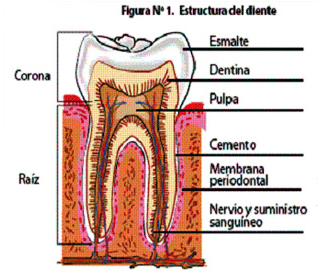 Figura Nº 1. Estructura del diente
Corona
Raíz
Esmalte
Dentina
Pulpa
Cemento
Membrana
periodontal
Nervio y suministro
sanguíneo